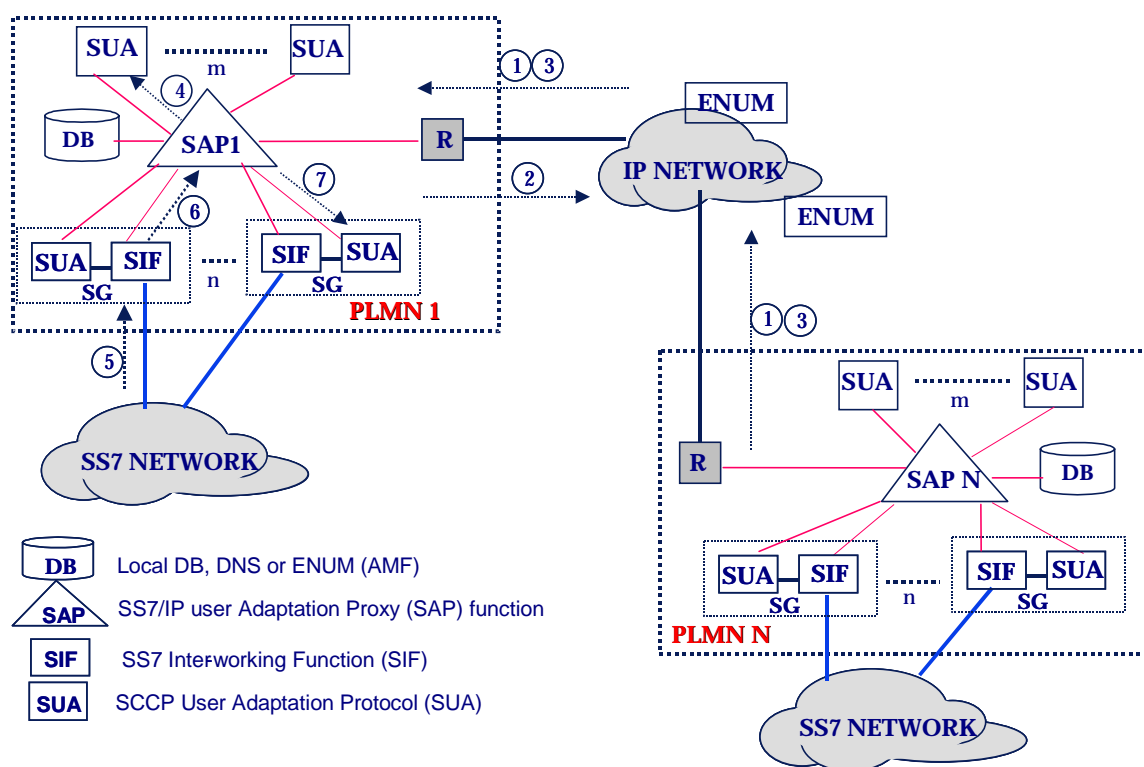 SUA
SUA
m
4
1 3
ENUM
DB
SAP1
R
IP NETWORK
7
2
6
ENUM
SUA
SIF
n
SIF
SUA
SG
SG
PLMN 1
1 3
5
SUA
SUA
m
SS7 NETWORK
R
SAP N
DB
SUA
SIF
n
SIF
SUA
SG
SG
PLMN N
SS7 NETWORK
DB Local DB, DNS or ENUM (AMF)
SAP SS7/IP user Adaptation Proxy (SAP) function
SIF SS7 Inter-working Function (SIF)
SUA SCCP User Adaptation Protocol (SUA)